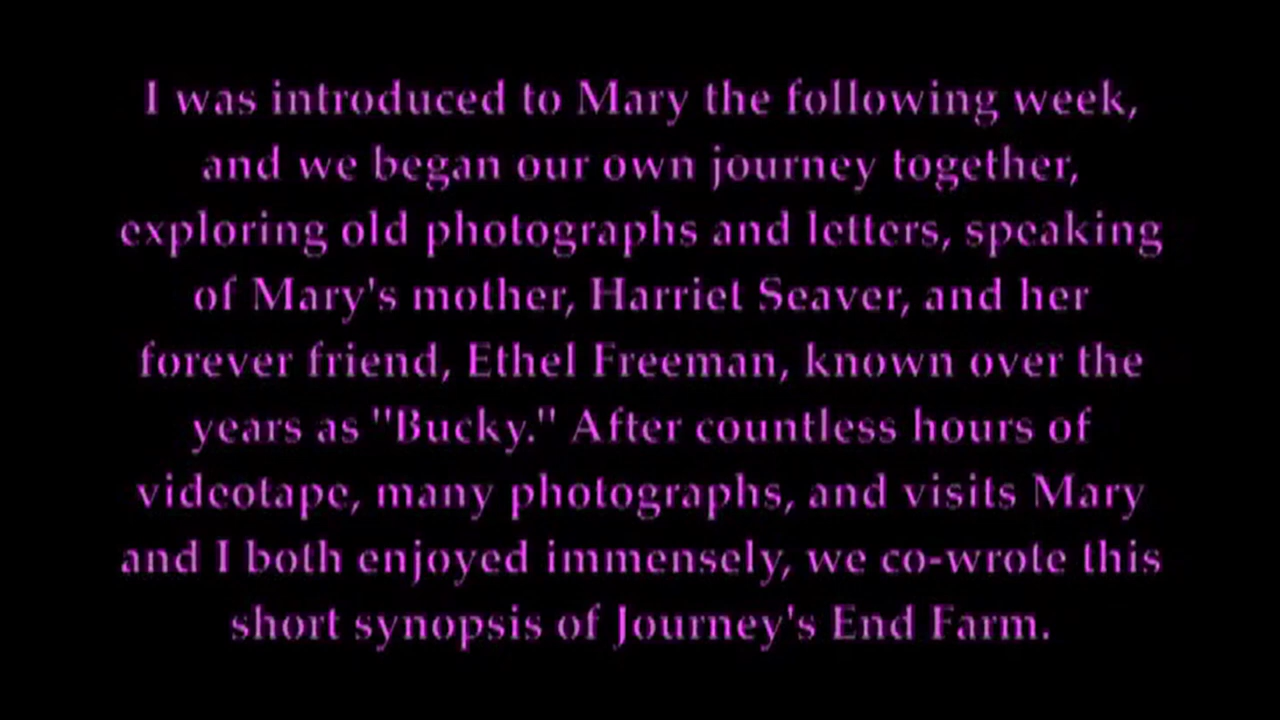 I was introduced to Mary the following week,
and we began our own journey together,
exploring old photographs and letters, speaking
of Mary's mother, Harriet Seaver, and her
forever friend, Ethel Freeman, known over the
years as "Bucky." After countless hours of
videotape, many photographs, and visits Mary
and I both enjoyed immensely, we co-wrote this
short synopsis of Journey's End Farm.